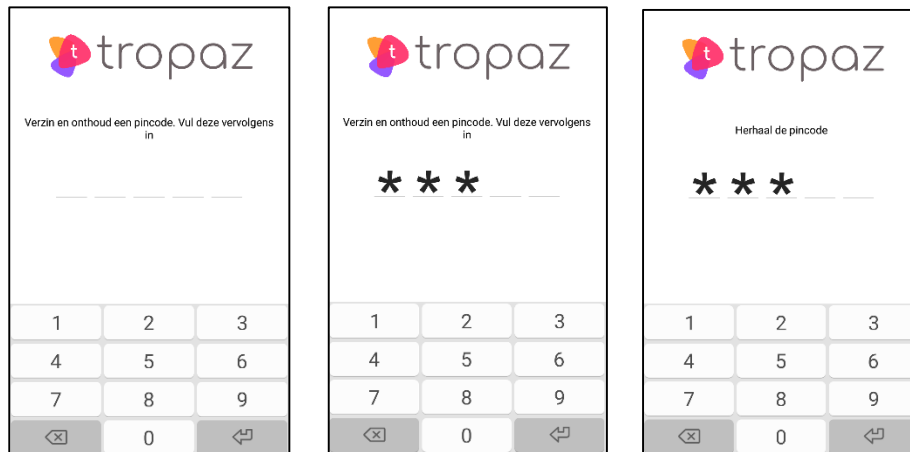 t tropaz
Verzin en onthoud een pincode. Vul deze vervolgens
in
1 2 3
4 5 6
7 8 9
0
t tropaz
Verzin en onthoud een pincode. Vul deze vervolgens
in
* * *
1 2 3
4 5 6
7 8 9
0
t tropaz
Herhaal de pincode
* * *
1 2 3
4 5 6
7 8 9
0